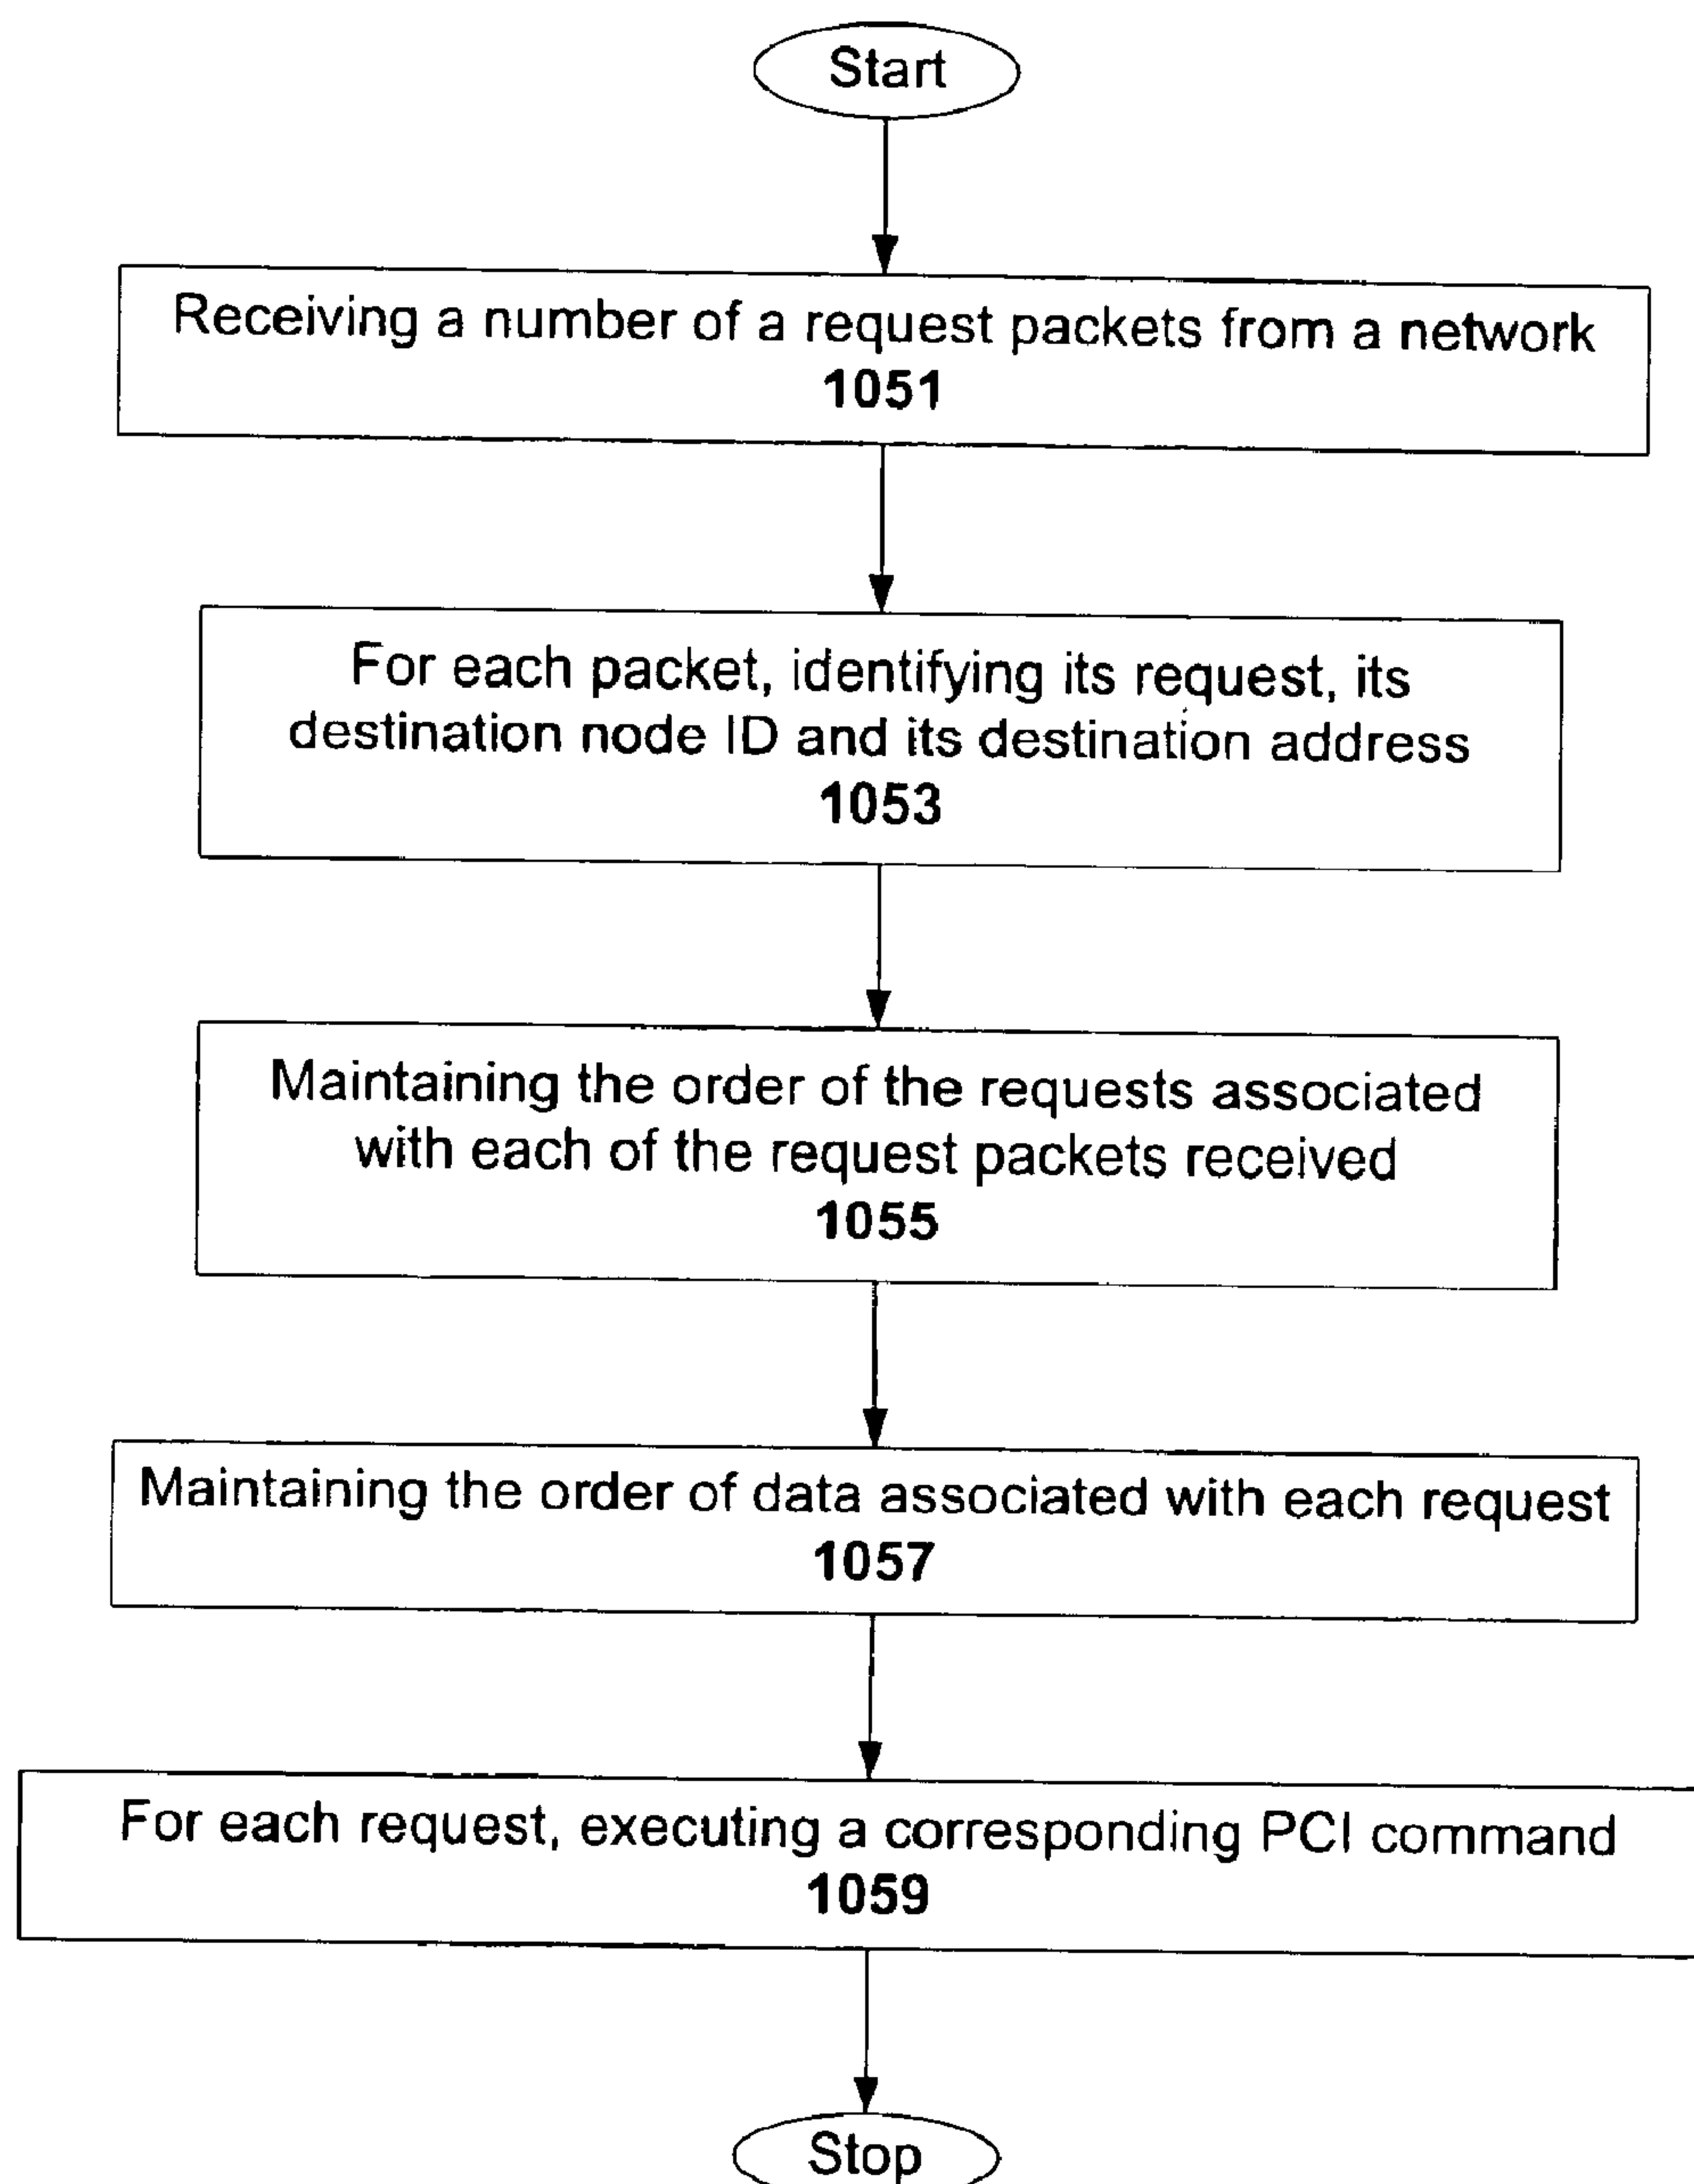 Start
Receiving a number of a request packets from a network
1051
For each packet, identifying its request, its
destination node ID and its destination address
1053
Maintaining the order of the requests associated
with each of the request packets received
1055
Maintaining the order of data associated with each request
1057
For each request, executing a corresponding PCI command
1059
Stop